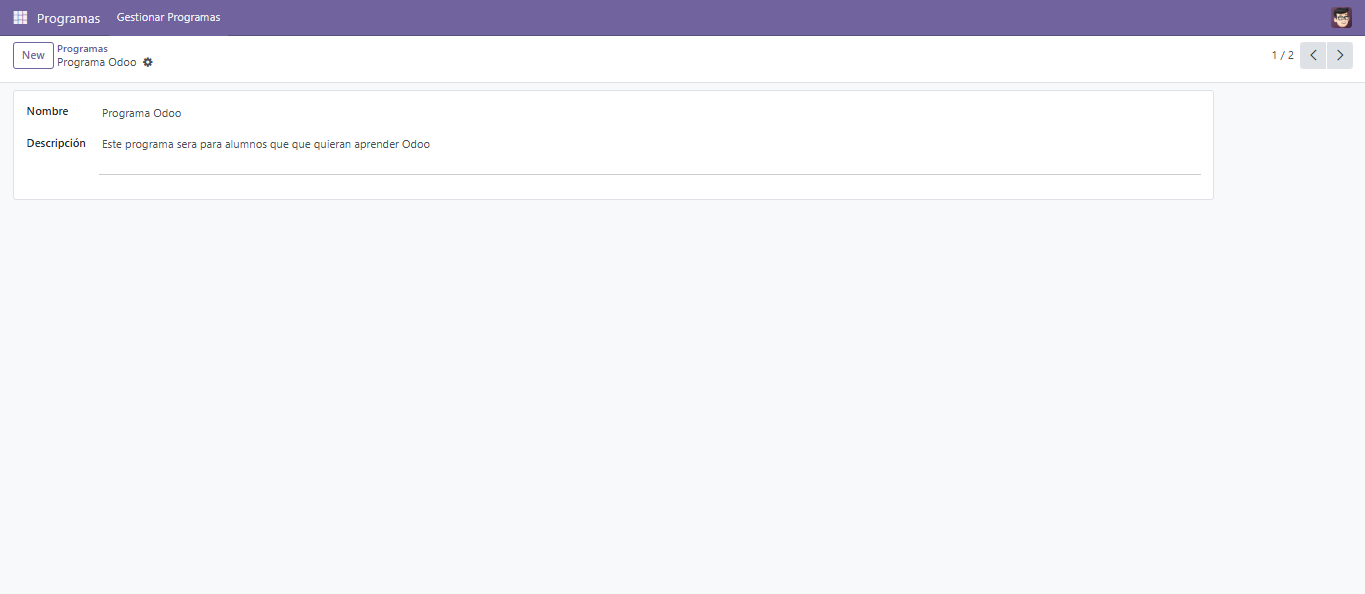 Programas Gestionar Programas
New Programas
Programa Odoo
1 / 2
Nombre Programa Odoo
Descripción Este programa sera para alumnos que que quieran aprender Odoo